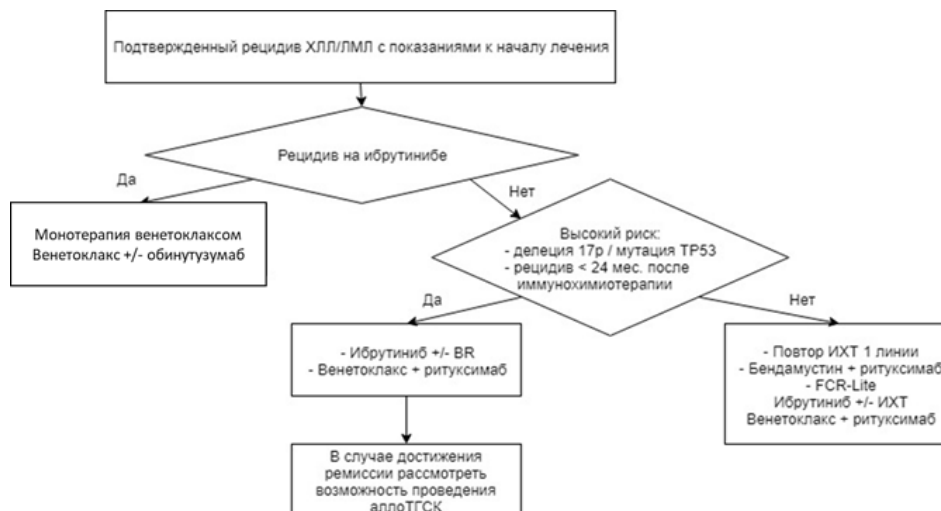 Подтвержденный рецидив ХЛЛ/ЛМЛ с показаниями к началу лечения
Рецидив на ибрутинибе
Да
Нет
Монотерапия венетоклаксом
Венетоклакс +/- обинутузумаб
Высокий риск:
- делеция 17p / мутация TP53
- рецидив < 24 мес. после
иммунохимиотерапии
Да
Нет
- Ибрутиниб +/- BR
- Венетоклакс + ритуксимаб
- Повтор ИХТ 1 линии
- Бендамустин + ритуксимаб
- FCR-Lite
Ибрутиниб +/- ИХТ
Венетоклакс + ритуксимаб
В случае достижения
ремиссии рассмотреть
возможность проведения
аллоТГСК